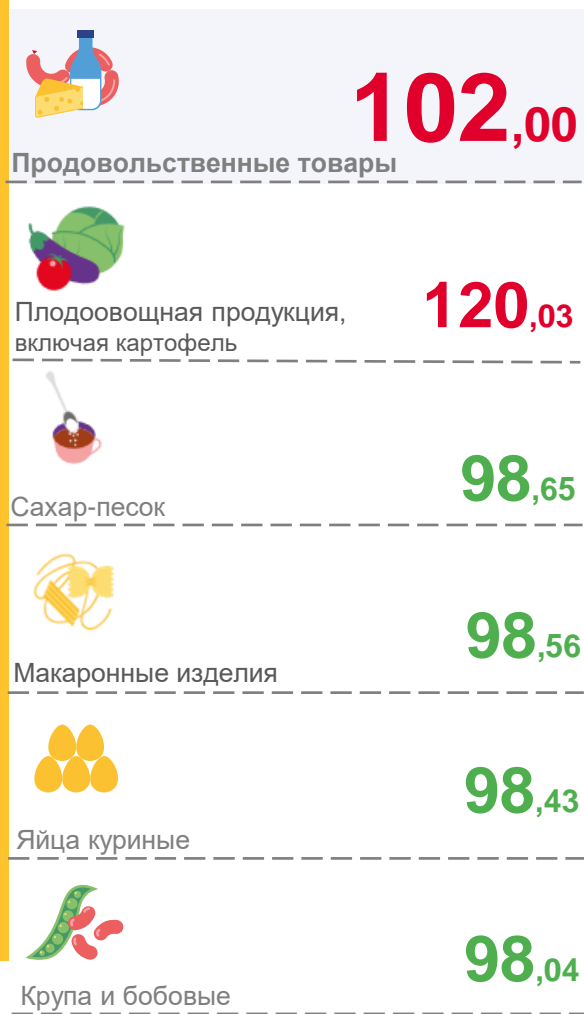 102,00
Продовольственные товары
120,03
Плодоовощная продукция,
включая картофель
98,65
Сахар-песок
98,56
Макаронные изделия
98,43
Яйца куриные
98,04
Крупа и бобовые